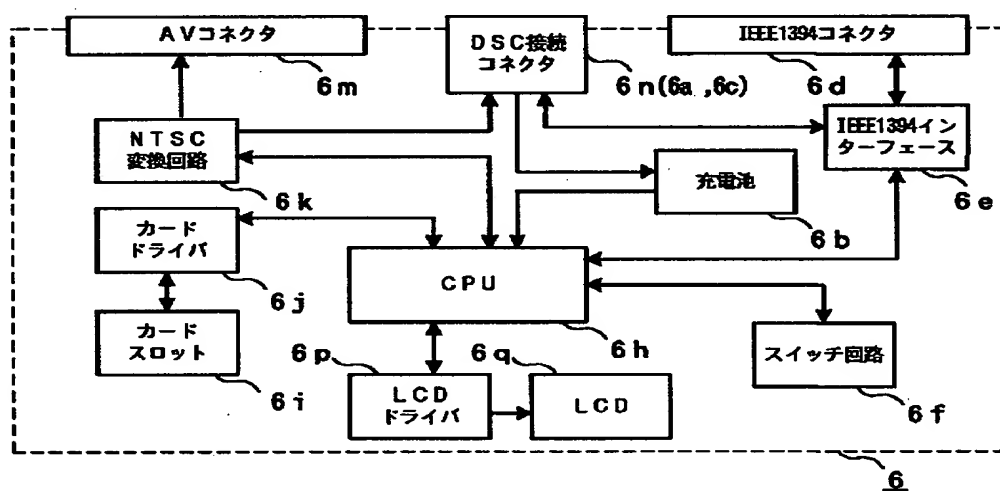 AVコネクタ
6m
DSC接続
コネクタ
6n(6a,6c)
IEEE1394コネクタ
6d
NTSC
変換回路
6k
IEEE1394イン
ターフェース
6e
充電池
6b
カード
ドライバ
6j
CPU
6h
カード
スロット
6i
スイッチ回路
6f
6p
LCD
ドライバ
6q
LCD
6